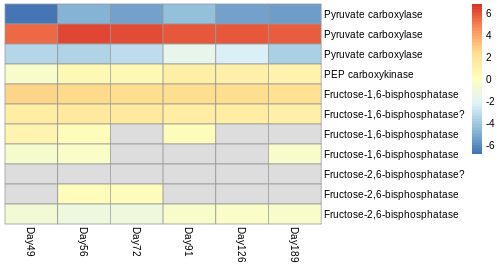 Pyruvate carboxylase
Pyruvate carboxylase
Pyruvate carboxylase
PEP carboxykinase
Fructose-1,6-bisphosphatase
Fructose-1,6-bisphosphatase?
Fructose-1,6-bisphosphatase
Fructose-1,6-bisphosphatase
Fructose-2,6-bisphosphatase?
Fructose-2,6-bisphosphatase
Fructose-2,6-bisphosphatase
Day49
Day56
Day72
Day91
Day126
Day189
6
4
2
0
-2
-4
-6